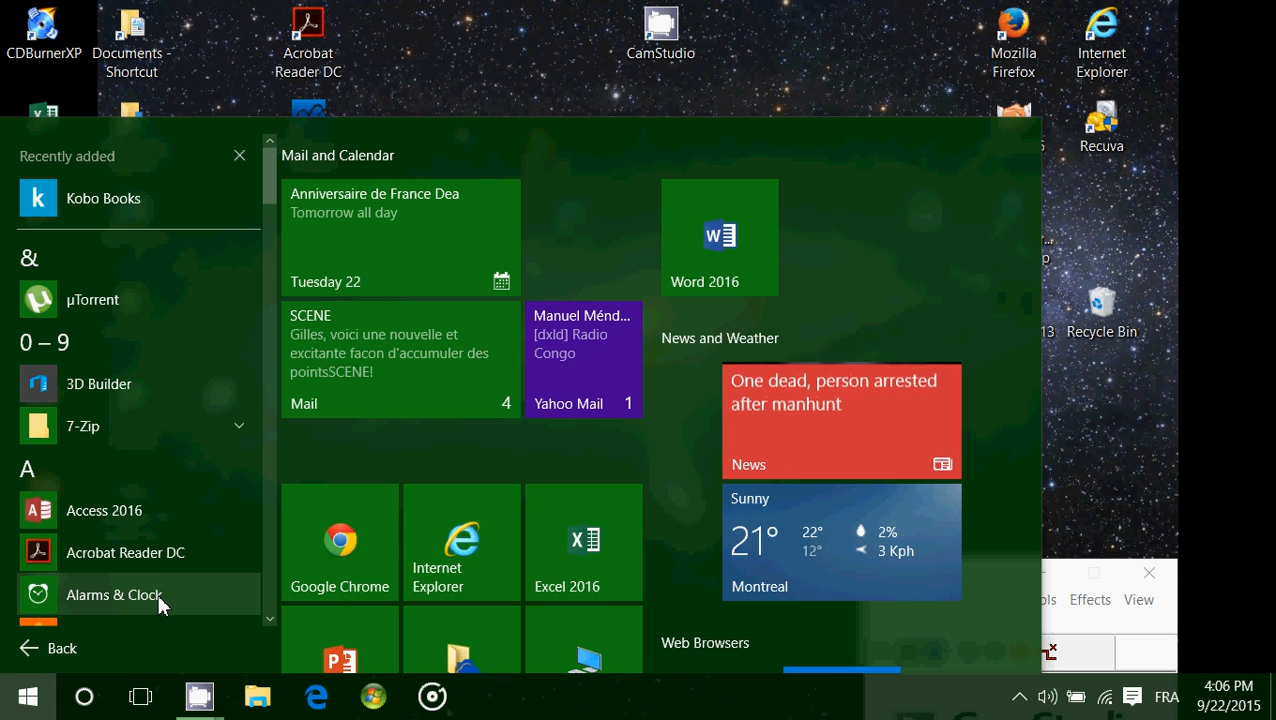 CDBurnerXP
Documents -
Shortcut
Acrobat
Reader DC
CamStudio
Mozilla
Firefox
Internet
Explorer
Recuva
Recycle Bin
13
Recently added
Kobo Books
&
µTorrent
0 – 9
3D Builder
7-Zip
A
Access 2016
Acrobat Reader DC
Alarms & Clock
Back
Mail and Calendar
Anniversaire de France Dea
Tomorrow all day
Tuesday 22
SCENE
Gilles, voici une nouvelle et
excitante facon d'accumuler des
pointsSCENE!
Mail 4
Manuel Ménd...
[dxld] Radio
Congo
Yahoo Mail 1
Google Chrome
Internet
Explorer
Excel 2016
Word 2016
News and Weather
One dead, person arrested
after manhunt
News
Sunny
21° 22° 2%
12° 3 Kph
Montreal
Web Browsers
ols Effects View
FRA
4:06 PM
9/22/2015